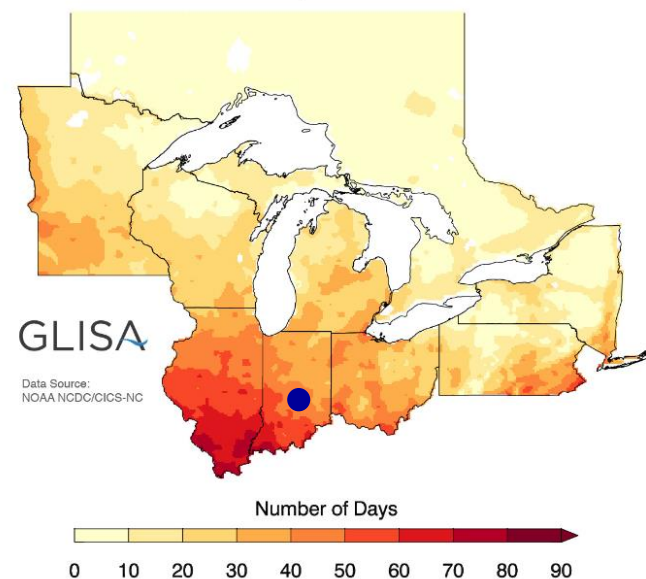 GLISA
Data Source:
NOAA NCDC/CICS-NC
Number of Days
0 10 20 30 40 50 60 70 80 90